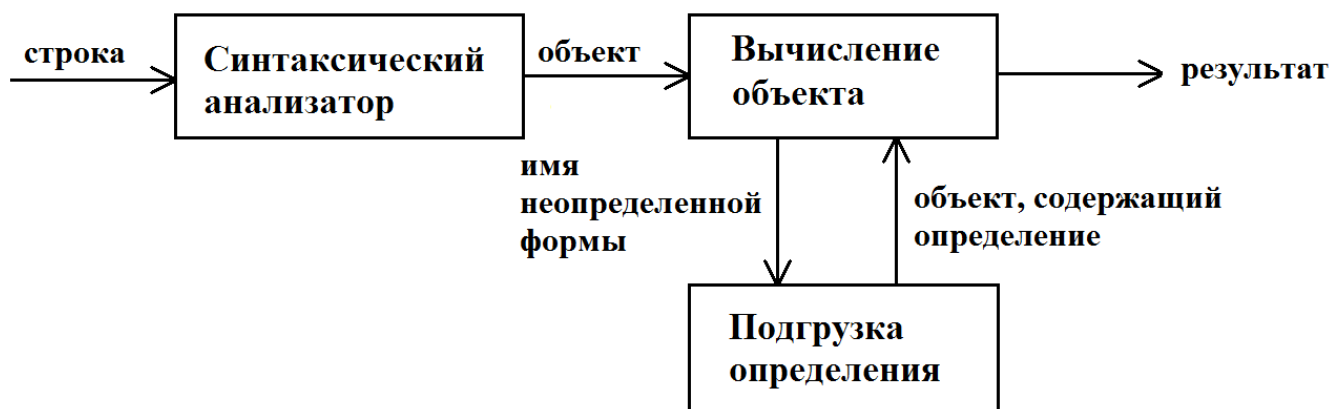 строка
Синтаксический
анализатор
объект
Вычисление
объекта
результат
имя
неопределенной
формы
объект, содержащий
определение
Подгрузка
определения